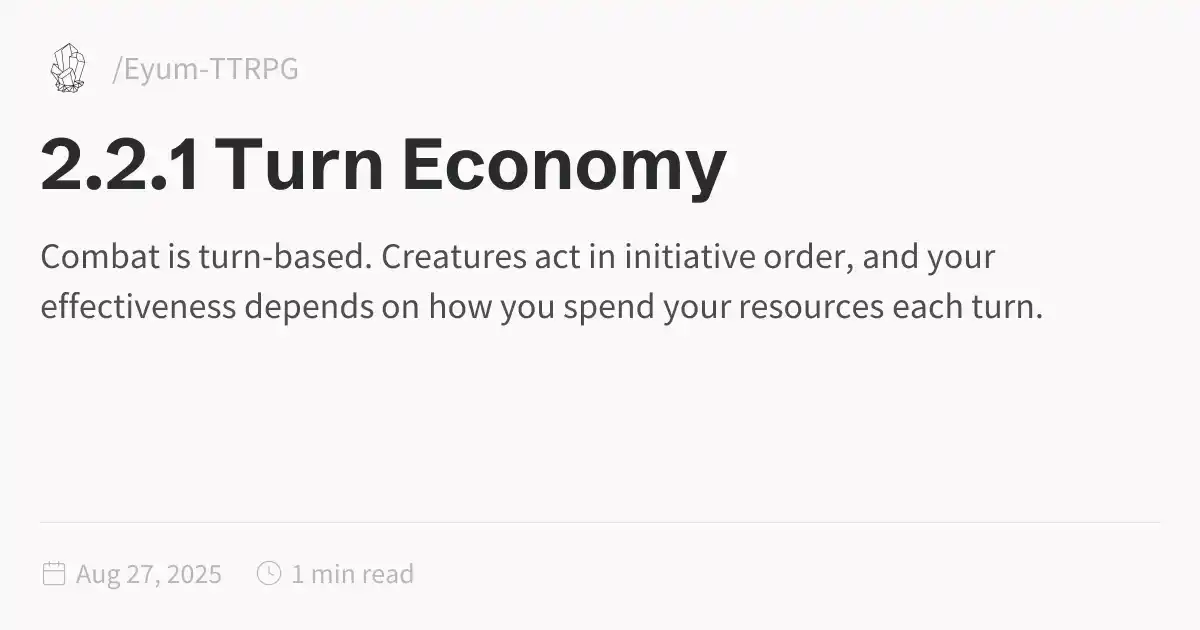 /Eyum-TTRPG
2.2.1 Turn Economy
Combat is turn-based. Creatures act in initiative order, and your
effectiveness depends on how you spend your resources each turn.
Aug 27, 2025 1 min read